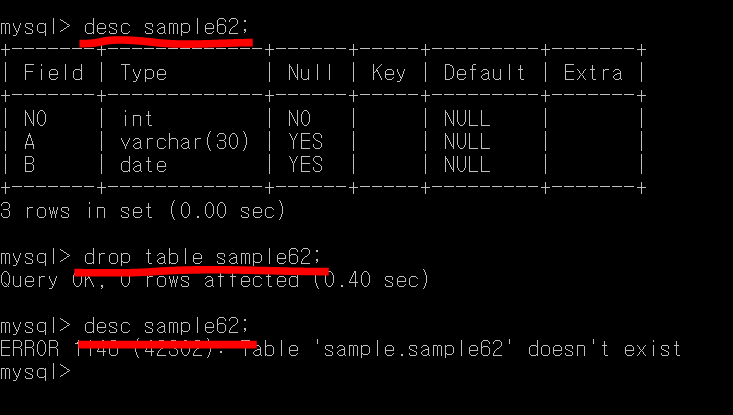 mysql> desc sample62;
+-------+-------------+------+-----+---------+-------+
| Field | Type        | Null | Key | Default | Extra |
+-------+-------------+------+-----+---------+-------+
| NO    | int         | NO   |     | NULL    |       |
| A     | varchar(30) | YES  |     | NULL    |       |
| B     | date        | YES  |     | NULL    |       |
+-------+-------------+------+-----+---------+-------+
3 rows in set (0.00 sec)
mysql> drop table sample62;
Query OK, 0 rows affected (0.40 sec)
mysql> desc sample62;
ERROR 1146 (42S02): Table 'sample.sample62' doesn't exist
mysql>